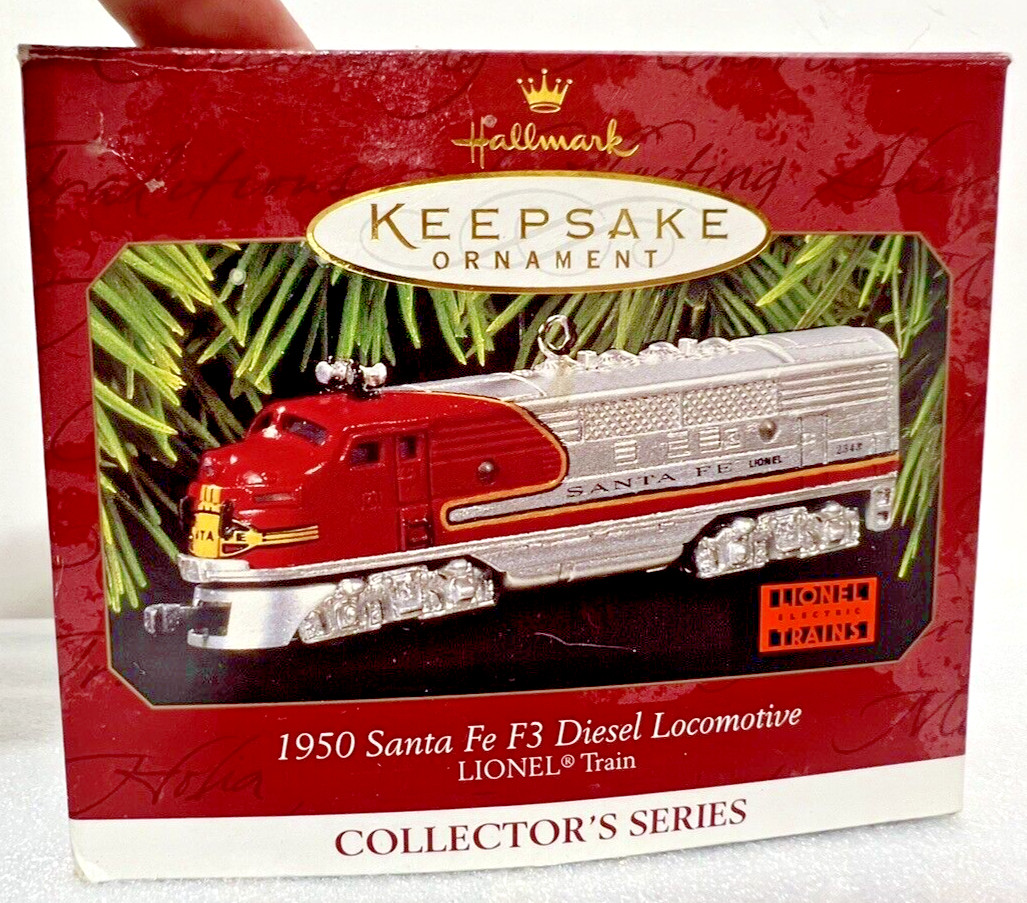 Hallmark
KEEPSAKE
ORNAMENT
SANTA FE LIONEL
LIONEL
ELECTRIC
TRAINS
1950 Santa Fe F3 Diesel Locomotive
LIONEL® Train
COLLECTOR'S SERIES